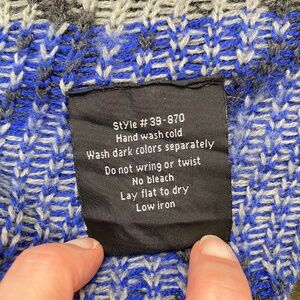 Style # 39-870
Hand wash cold
Wash dark colors separately
Do not wring or twist
No bleach
Lay flat to dry
Low iron